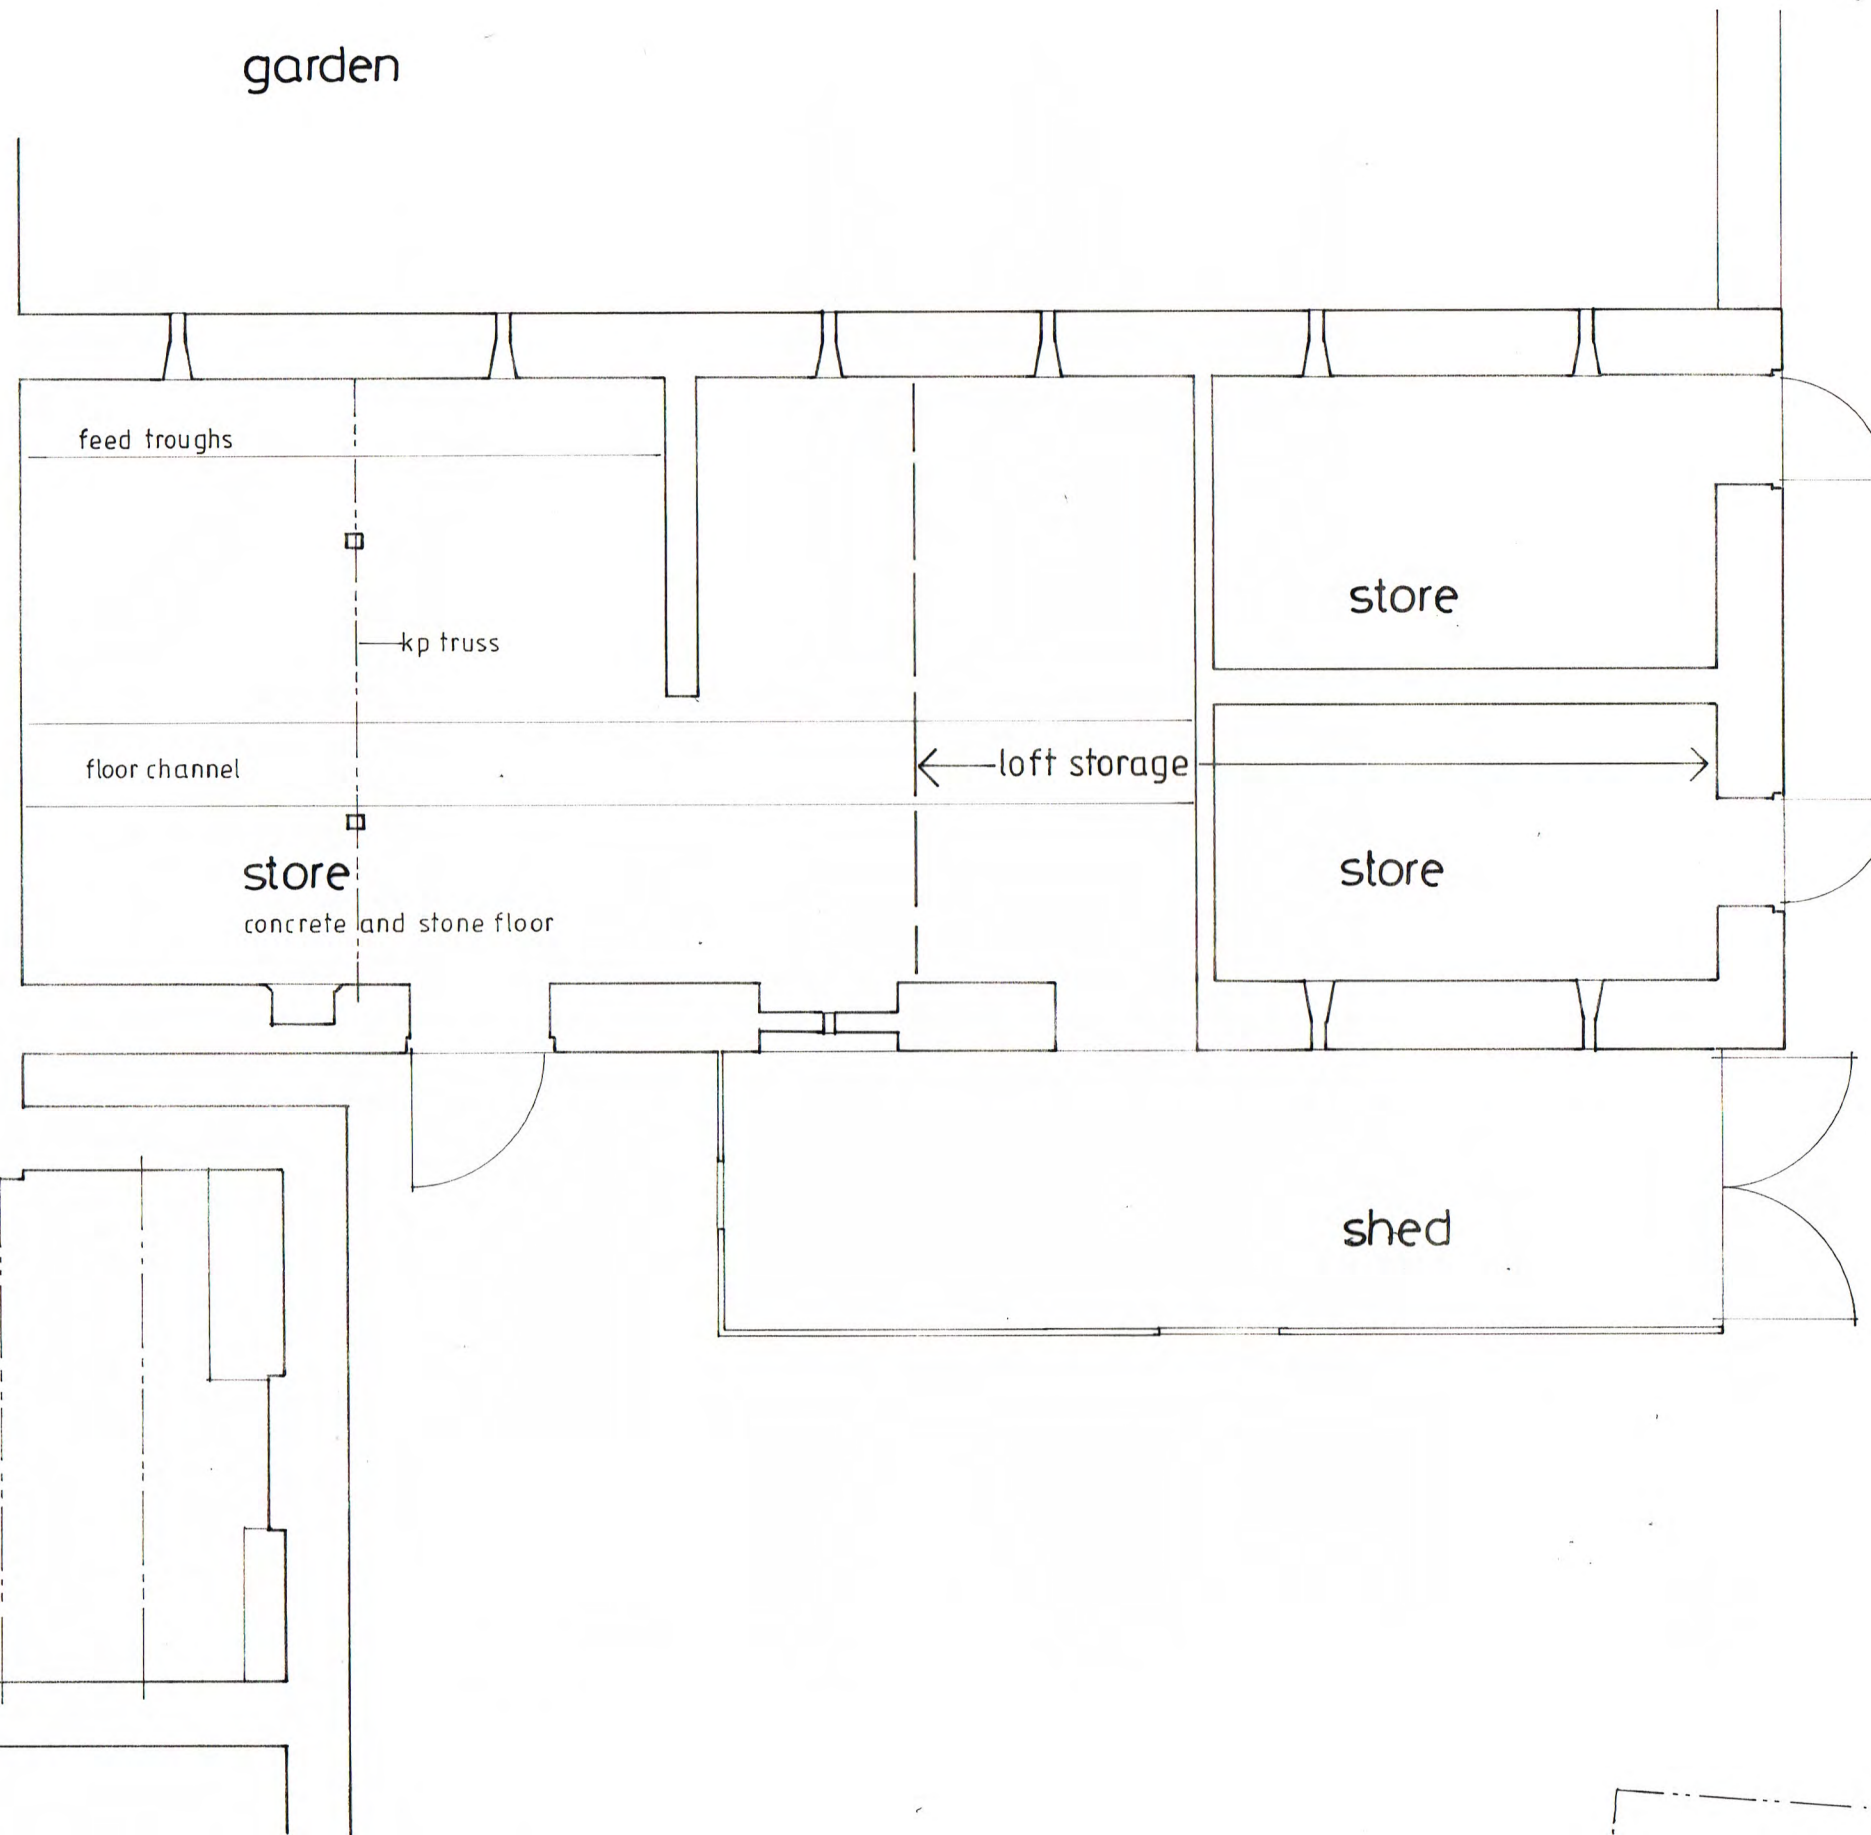 garden
feed troughs
store
kp truss
loft storage
floor channel
store
store
concrete and stone floor
shed